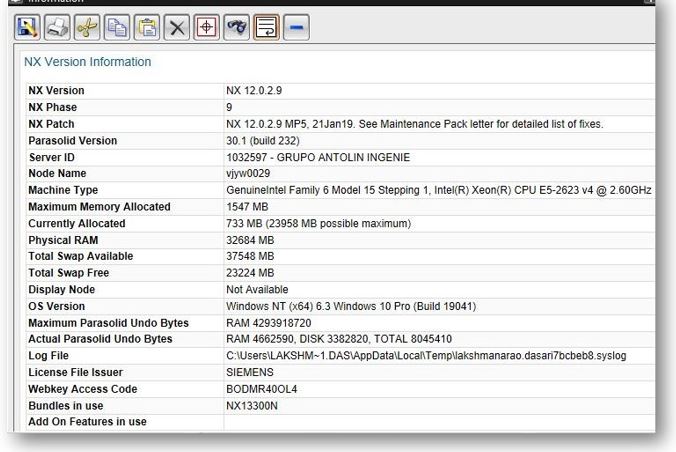 Information
NX Version Information
NX Version NX 12.0.2.9
NX Phase 9
NX Patch NX 12.0.2.9 MP5, 21Jan19. See Maintenance Pack letter for detailed list of fixes.
Parasolid Version 30.1 (build 232)
Server ID 1032597 - GRUPO ANTOLIN INGENIE
Node Name vjyw0029
Machine Type GenuineIntel Family 6 Model 15 Stepping 1, Intel(R) Xeon(R) CPU E5-2623 v4 @ 2.60GHz
Maximum Memory Allocated 1547 MB
Currently Allocated 733 MB (23958 MB possible maximum)
Physical RAM 32684 MB
Total Swap Available 37548 MB
Total Swap Free 23224 MB
Display Node Not Available
OS Version Windows NT (x64) 6.3 Windows 10 Pro (Build 19041)
Maximum Parasolid Undo Bytes RAM 4293918720
Actual Parasolid Undo Bytes RAM 4662590, DISK 3382820, TOTAL 8045410
Log File C:\Users\LAKSHM~1.DAS\AppData\Local\Temp\lakshmanarao.dasari7bcbeb8.syslog
License File Issuer SIEMENS
Webkey Access Code BODMR40OL4
Bundles in use NX13300N
Add On Features in use